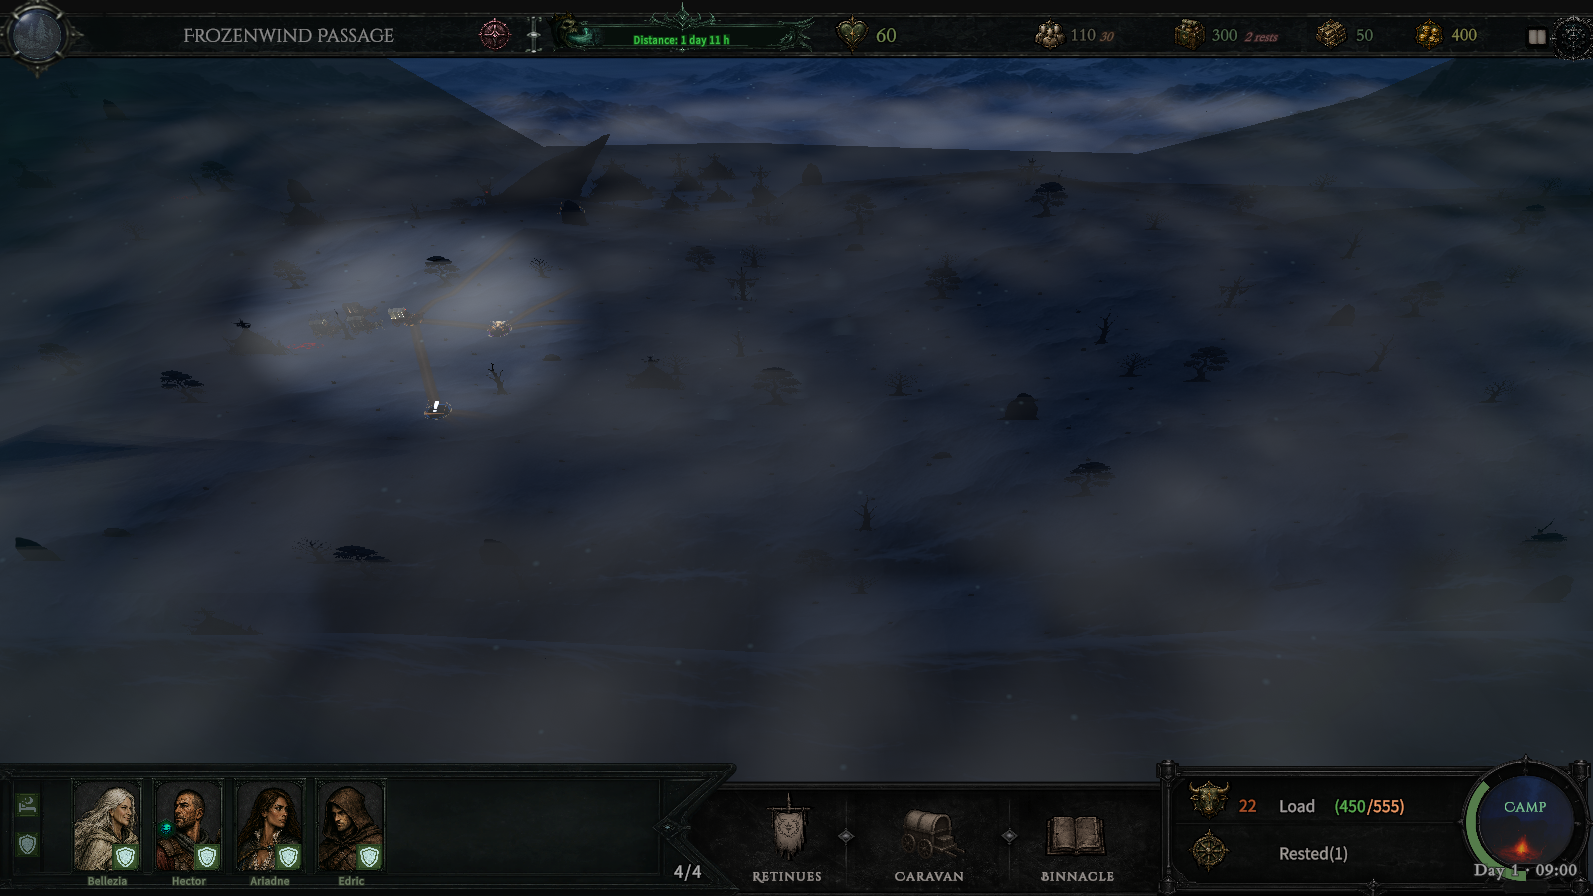 Frozenwind Passage
Distance: 1 day 11 h
60
110 30
300 2 rests
50
400
!
Bellezia
Hector
Ariadne
Edric
4/4
Retinues
Caravan
Binnacle
22 Load (450/555)
Rested(1)
Camp
Day 1 · 09:00